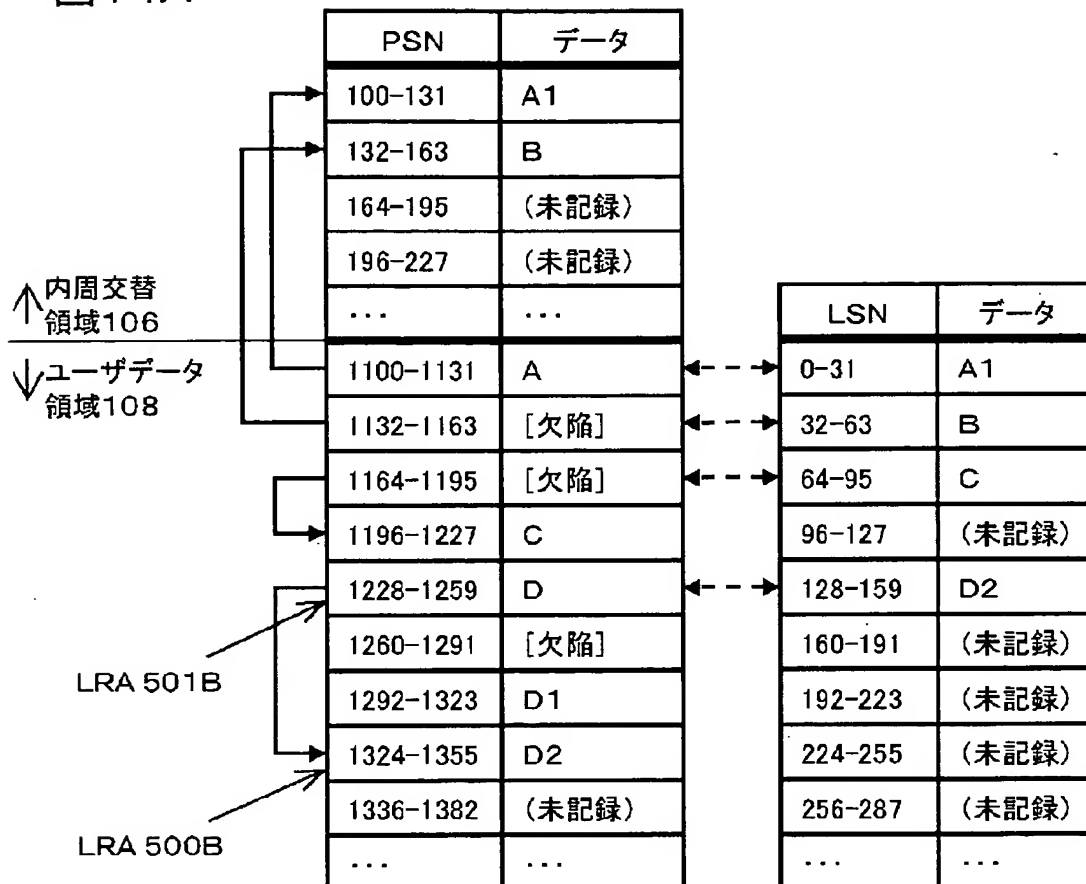 PSN データ
100-131 A1
132-163 B
164-195 (未記録)
196-227 (未記録)
... ...
1100-1131 A
1132-1163 [欠陥]
1164-1195 [欠陥]
1196-1227 C
1228-1259 D
1260-1291 [欠陥]
1292-1323 D1
1324-1355 D2
1336-1382 (未記録)
... ...
内周交替
領域106
ユーザデータ
領域108
LRA 501B
LRA 500B
LSN データ
0-31 A1
32-63 B
64-95 C
96-127 (未記録)
128-159 D2
160-191 (未記録)
192-223 (未記録)
224-255 (未記録)
256-287 (未記録)
... ...